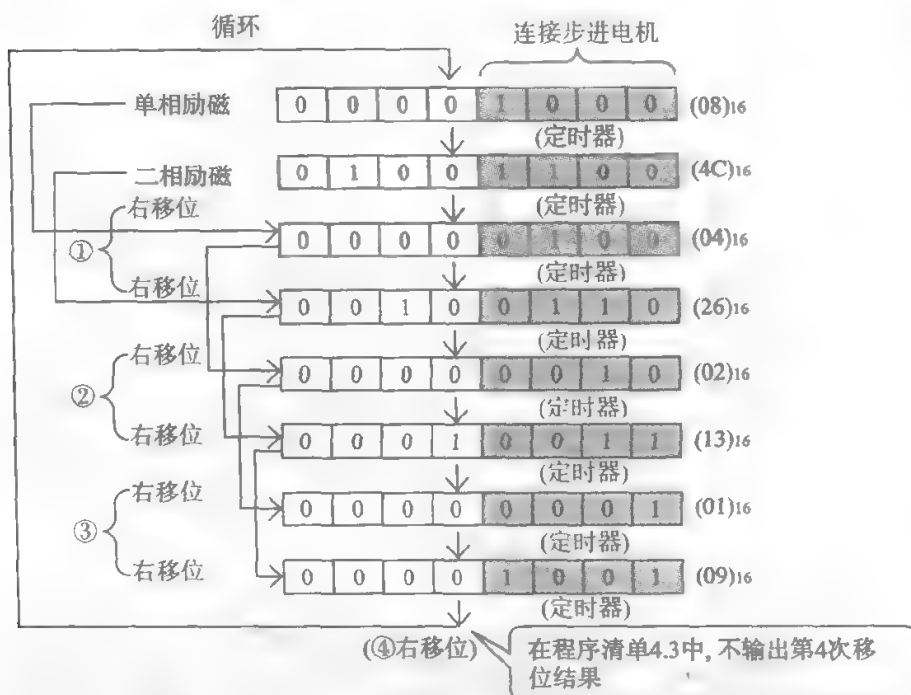 循环
连接步进电机
单相励磁 0 0 0 0 1 0 0 0 (08)16
(定时器)
二相励磁 0 1 0 0 1 1 0 0 (4C)16
(定时器)
右移位
① 0 0 0 0 0 1 0 0 (04)16
(定时器)
右移位 0 0 1 0 0 1 1 0 (26)16
(定时器)
右移位 0 0 0 0 0 0 1 0 (02)16
②
(定时器)
右移位 0 0 0 1 0 0 1 1 (13)16
(定时器)
右移位 0 0 0 0 0 0 0 1 (01)16
③
(定时器)
右移位 0 0 0 0 1 0 0 1 (09)16
(定时器)
(④右移位)
在程序清单4.3中, 不输出第4次移
位结果